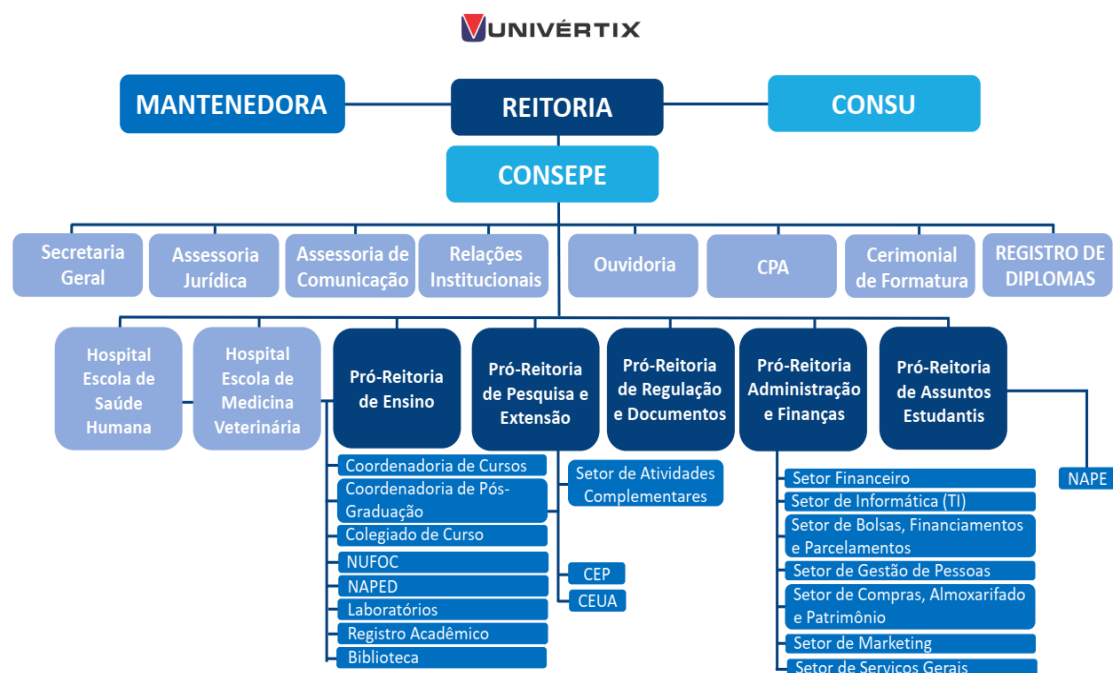 UNIVÉRTIX
MANTENEDORA
REITORIA
CONSU
CONSEPE
Secretaria
Geral
Assessoria
Jurídica
Assessoria de
Comunicação
Relações
Institucionais
Ouvidoria
CPA
Cerimonial
de Formatura
REGISTRO DE
DIPLOMAS
Hospital
Escola de
Saúde
Humana
Hospital
Escola de
Medicina
Veterinária
Pró-Reitoria
de Ensino
Pró-Reitoria
de Pesquisa e
Extensão
Pró-Reitoria
de Regulação
e Documentos
Pró-Reitoria
Administração
e Finanças
Pró-Reitoria
de Assuntos
Estudantis
Coordenadoria de Cursos
Coordenadoria de Pós-
Graduação
Colegiado de Curso
NUFOC
NAPED
Laboratórios
Registro Acadêmico
Biblioteca
Setor de Atividades
Complementares
CEP
CEUA
Setor Financeiro
Setor de Informática (TI)
Setor de Bolsas, Financiamentos
e Parcelamentos
Setor de Gestão de Pessoas
Setor de Compras, Almoxarifado
e Patrimônio
Setor de Marketing
Setor de Serviços Gerais
NAPE